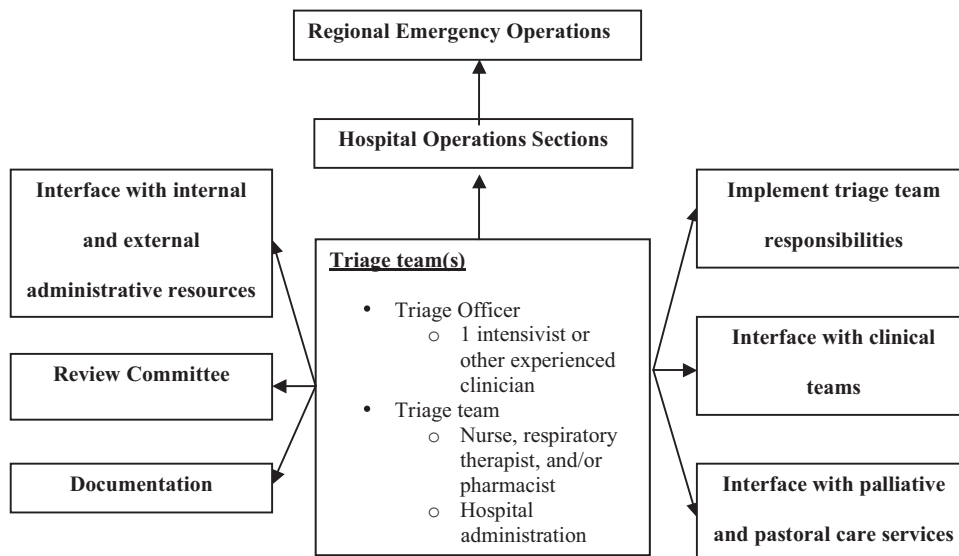 Regional Emergency Operations
Hospital Operations Sections
Interface with internal
and external
administrative resources
Review Committee
Documentation
Triage team(s)
• Triage Officer
o 1 intensivist or
other experienced
clinician
• Triage team
o Nurse, respiratory
therapist, and/or
pharmacist
o Hospital
administration
Implement triage team
responsibilities
Interface with clinical
teams
Interface with palliative
and pastoral care services